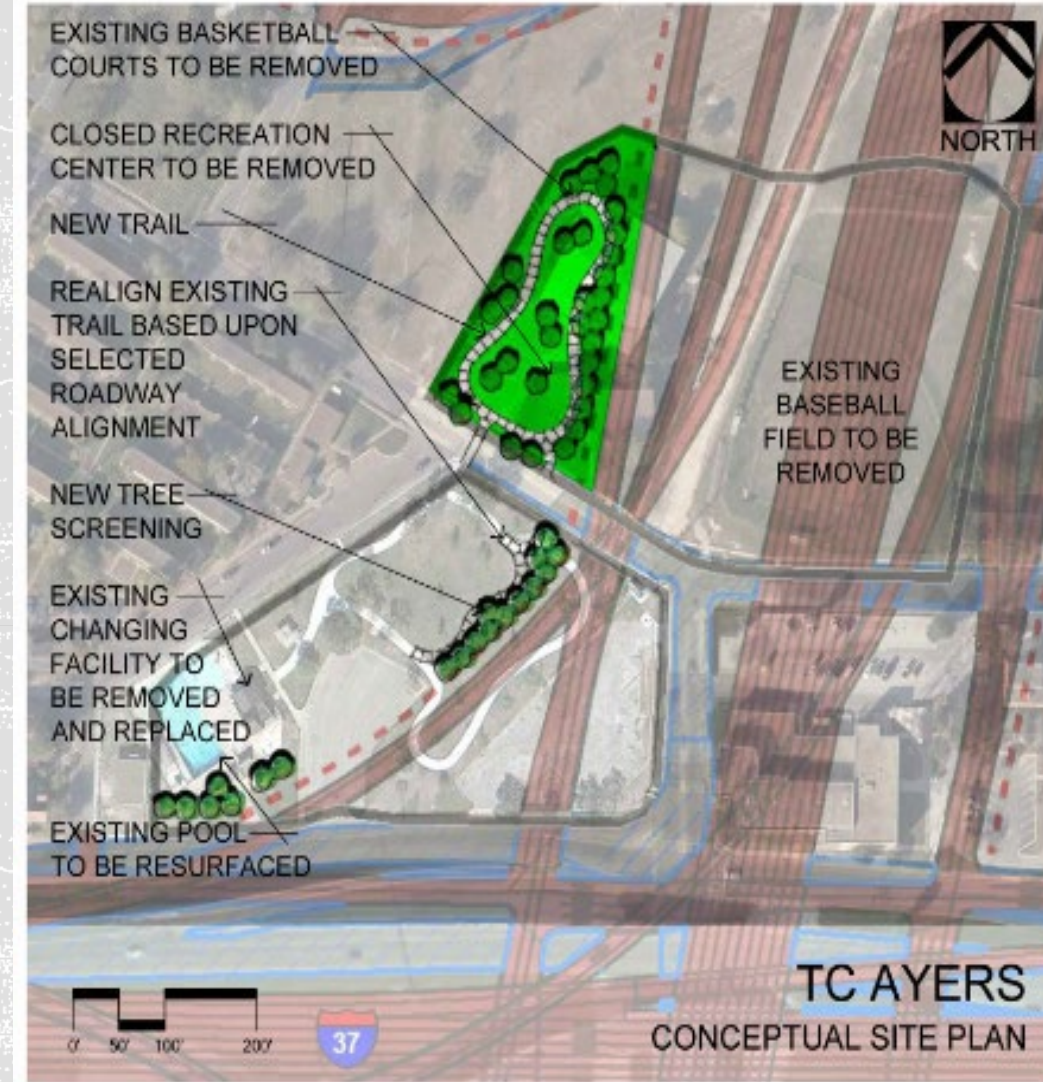 EXISTING BASKETBALL
COURTS TO BE REMOVED
NORTH
CLOSED RECREATION
CENTER TO BE REMOVED
NEW TRAIL
REALIGN EXISTING
TRAIL BASED UPON
SELECTED
ROADWAY
ALIGNMENT
EXISTING
BASEBALL
FIELD TO BE
REMOVED
NEW TREE
SCREENING
EXISTING
CHANGING
FACILITY TO
BE REMOVED
AND REPLACED
EXISTING POOL
TO BE RESURFACED
TC AYERS
CONCEPTUAL SITE PLAN
0' 50' 100' 200'
37